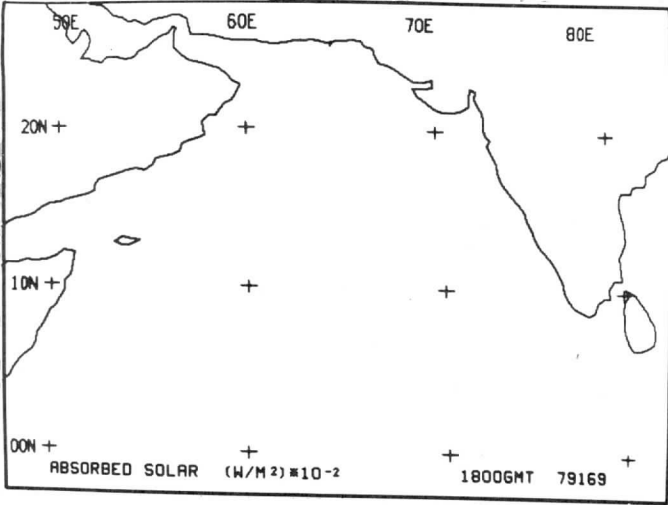 50E 60E 70E 80E
20N
10N
00N
ABSORBED SOLAR (W/M²)*10⁻² 1800GMT 79169